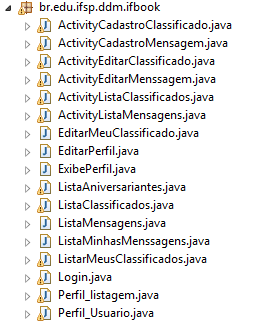 br.edu.ifsp.ddm.ifbook
ActivityCadastroClassificado.java
ActivityCadastroMensagem.java
ActivityEditarClassificado.java
ActivityEditarMenssagem.java
ActivityListaClassificados.java
ActivityListaMensagens.java
EditarMeuClassificado.java
EditarPerfil.java
ExibePerfil.java
ListaAniversariantes.java
ListaClassificados.java
ListaMensagens.java
ListaMinhasMenssagens.java
ListarMeusClassificados.java
Login.java
Perfil_listagem.java
Perfil_Usuario.java